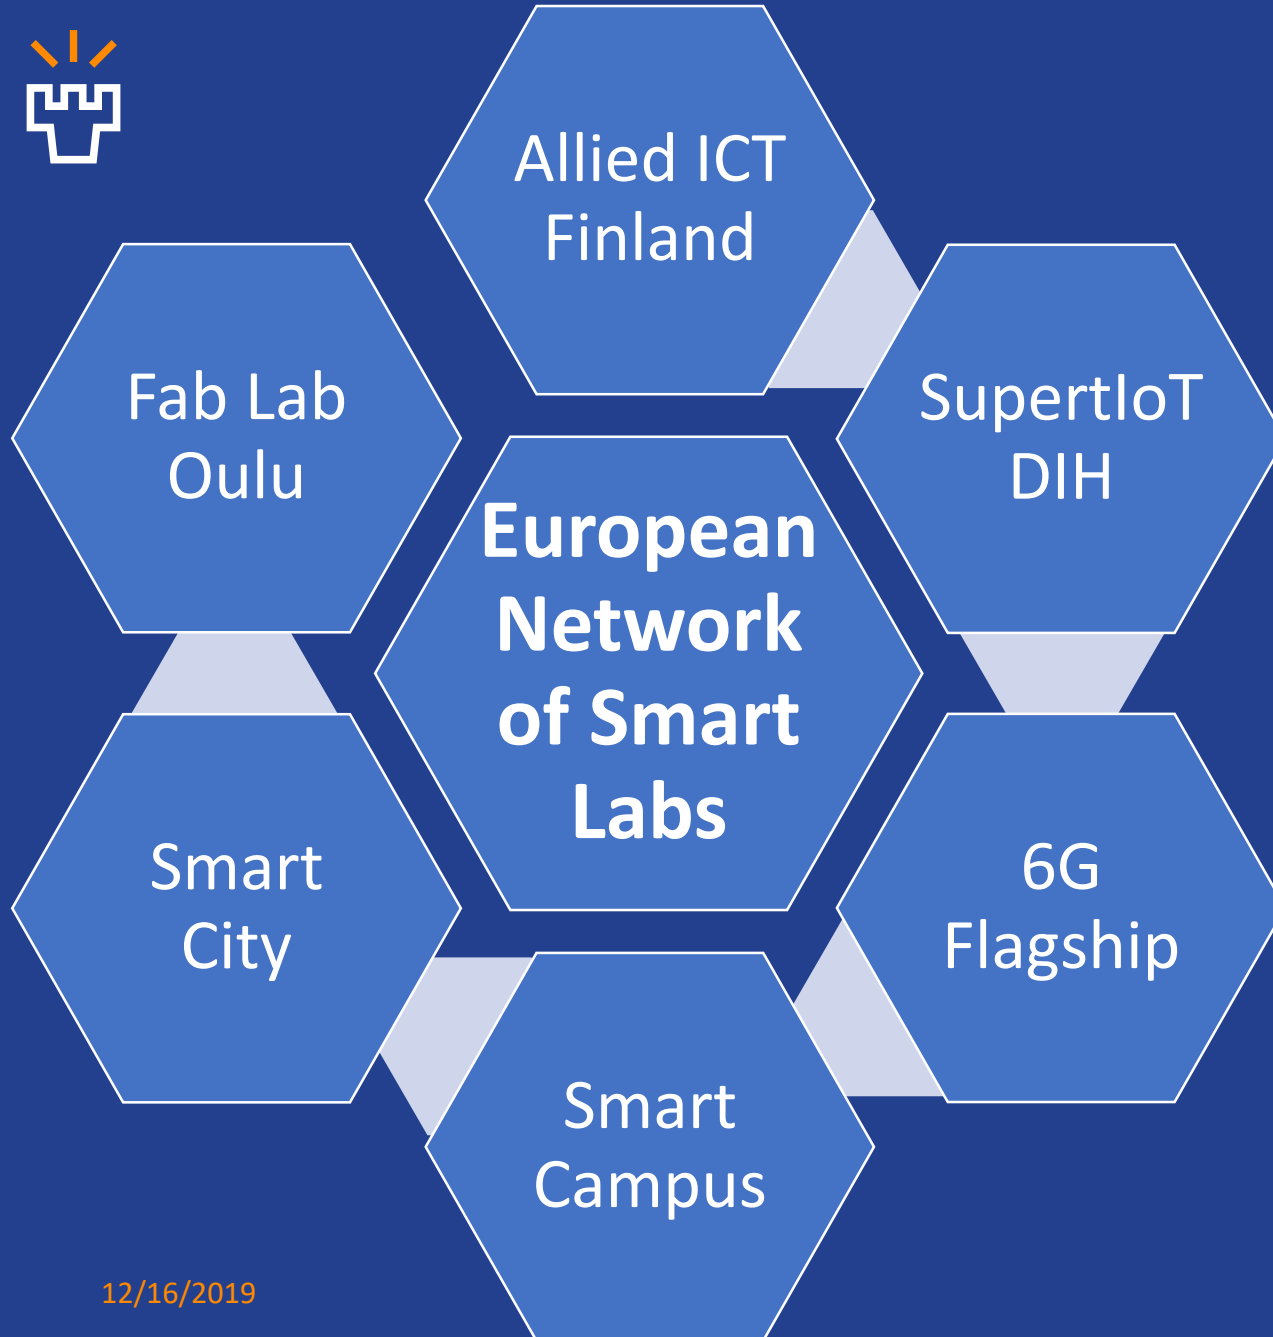 Allied ICT
Finland
Fab Lab
Oulu
SupertIoT
DIH
European
Network
of Smart
Labs
Smart
City
6G
Flagship
Smart
Campus
12/16/2019